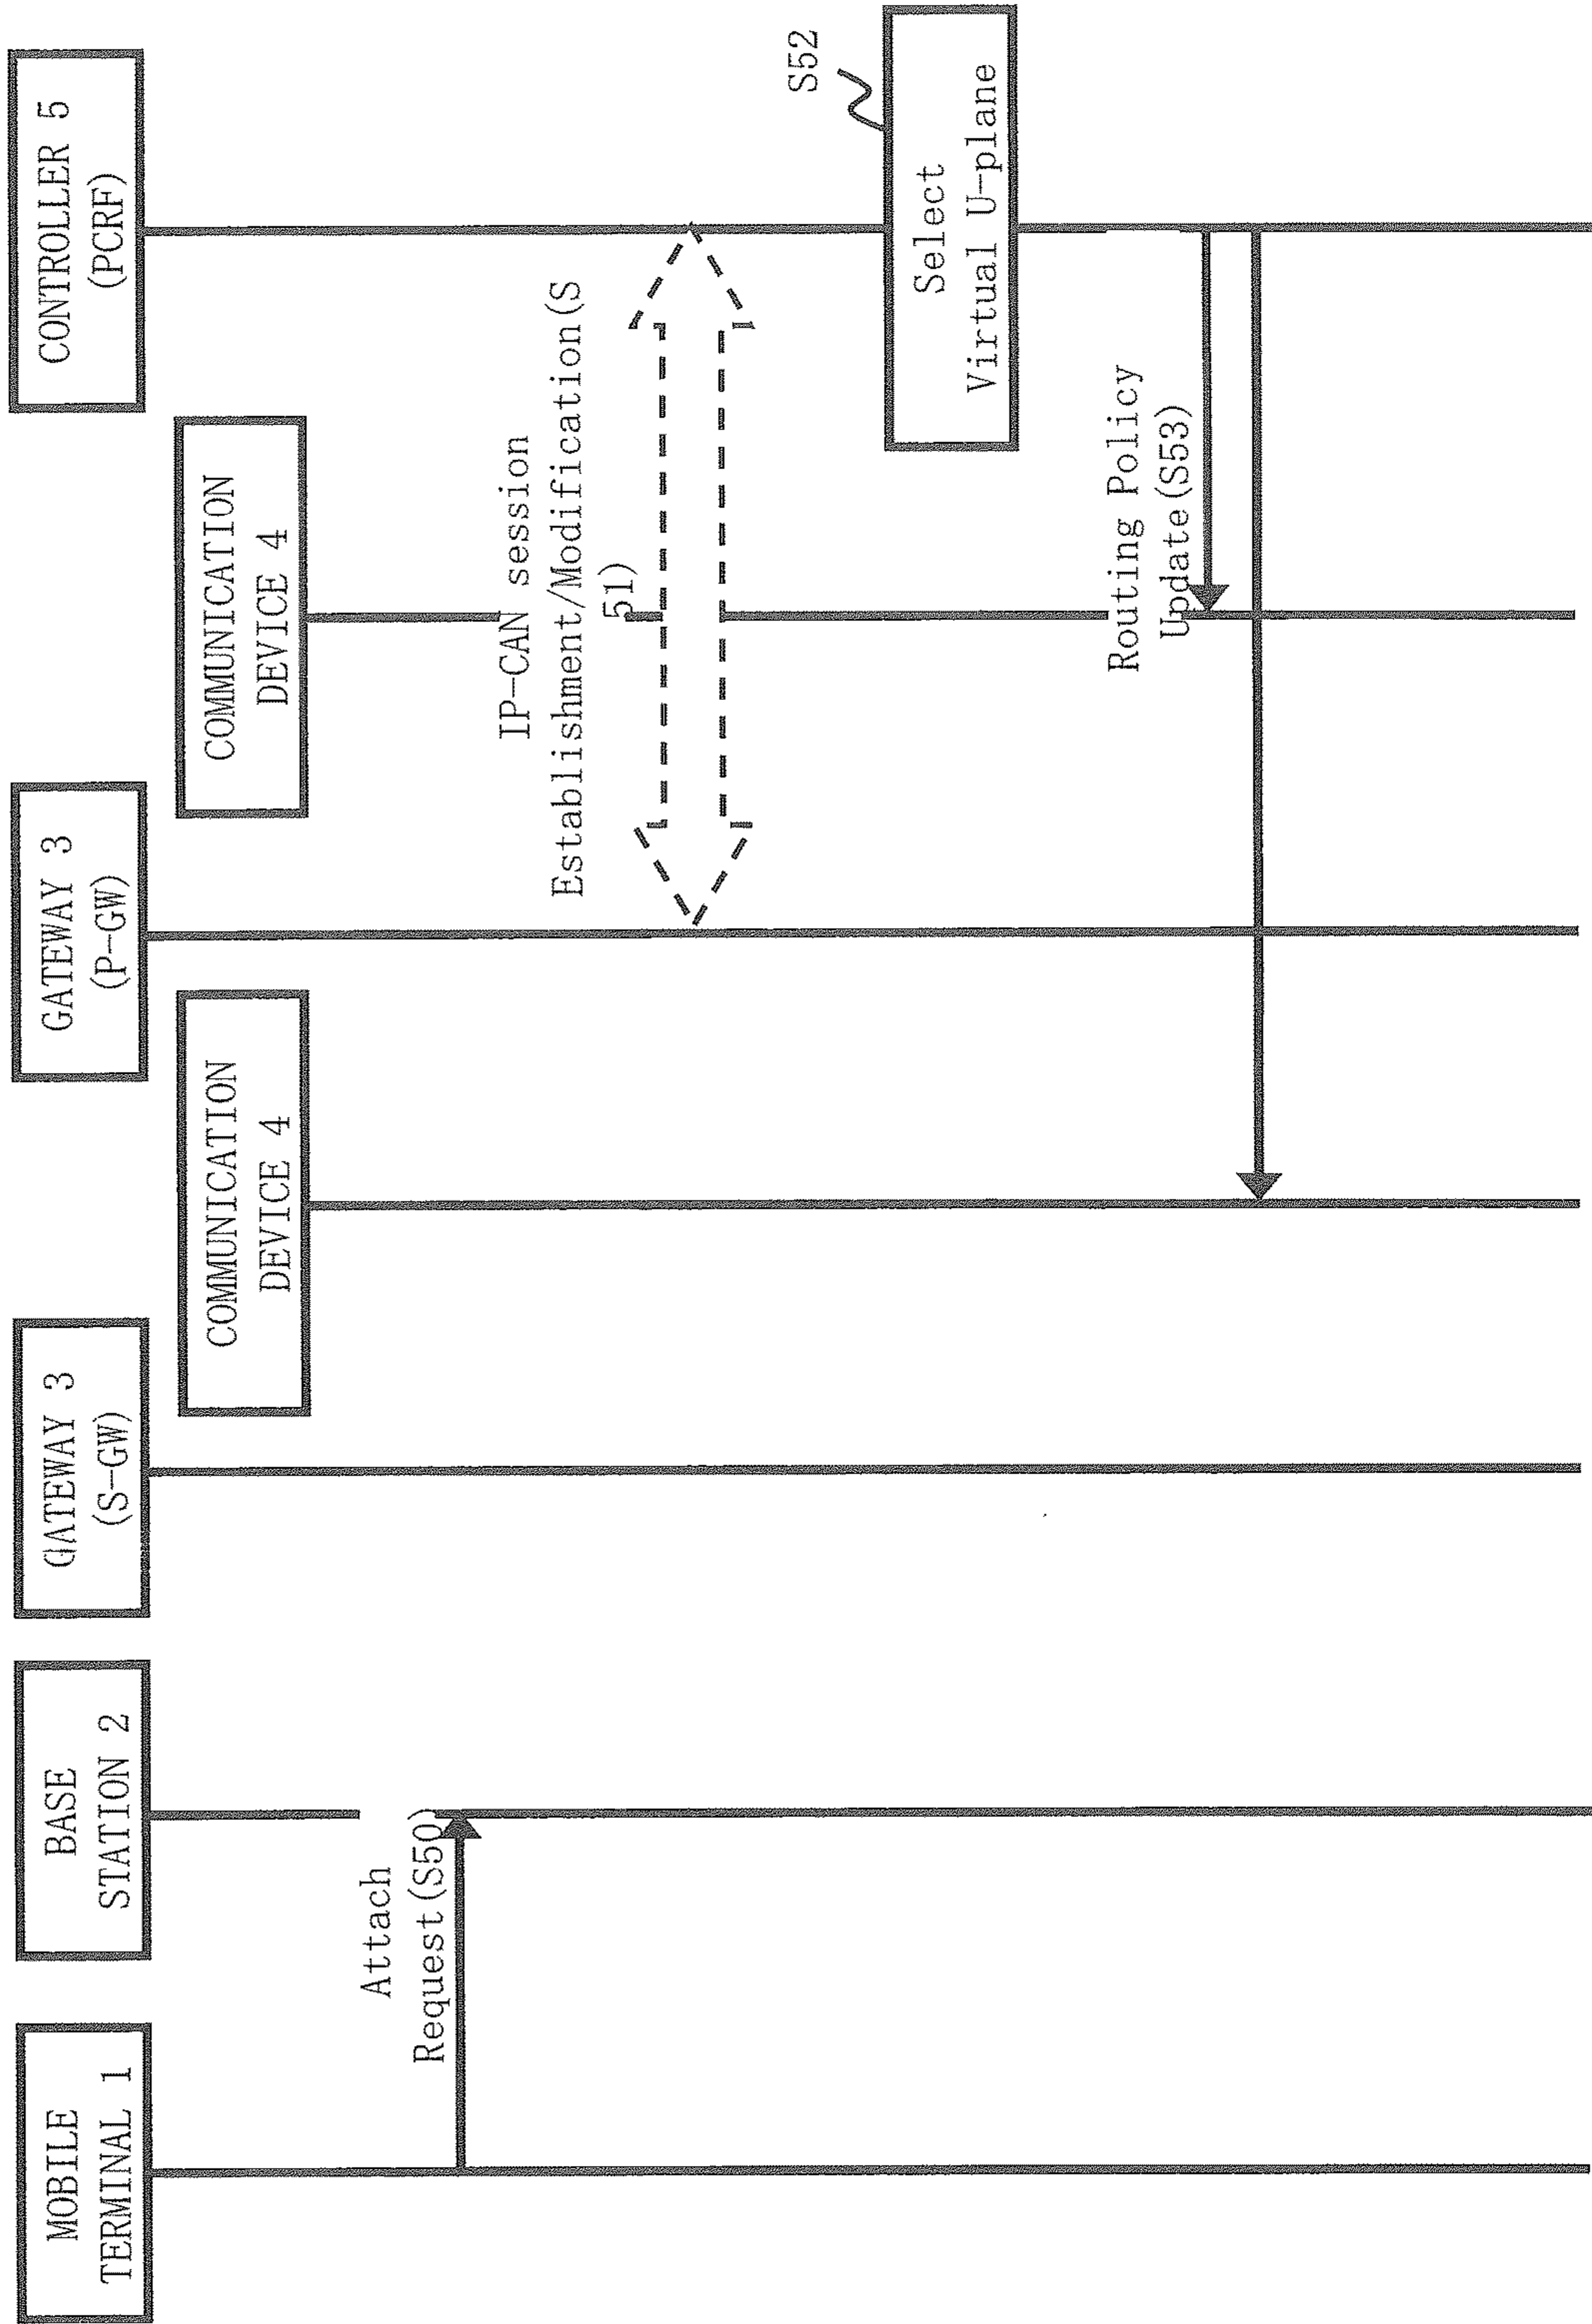 MOBILE
TERMINAL 1
BASE
STATION 2
GATEWAY 3
(S-GW)
COMMUNICATION
DEVICE 4
GATEWAY 3
(P-GW)
COMMUNICATION
DEVICE 4
CONTROLLER 5
(PCRF)
Attach
Request(S50)
IP-CAN session
Establishment/Modification(S
51)
S52
Select
Virtual U-plane
Routing Policy
Update(S53)